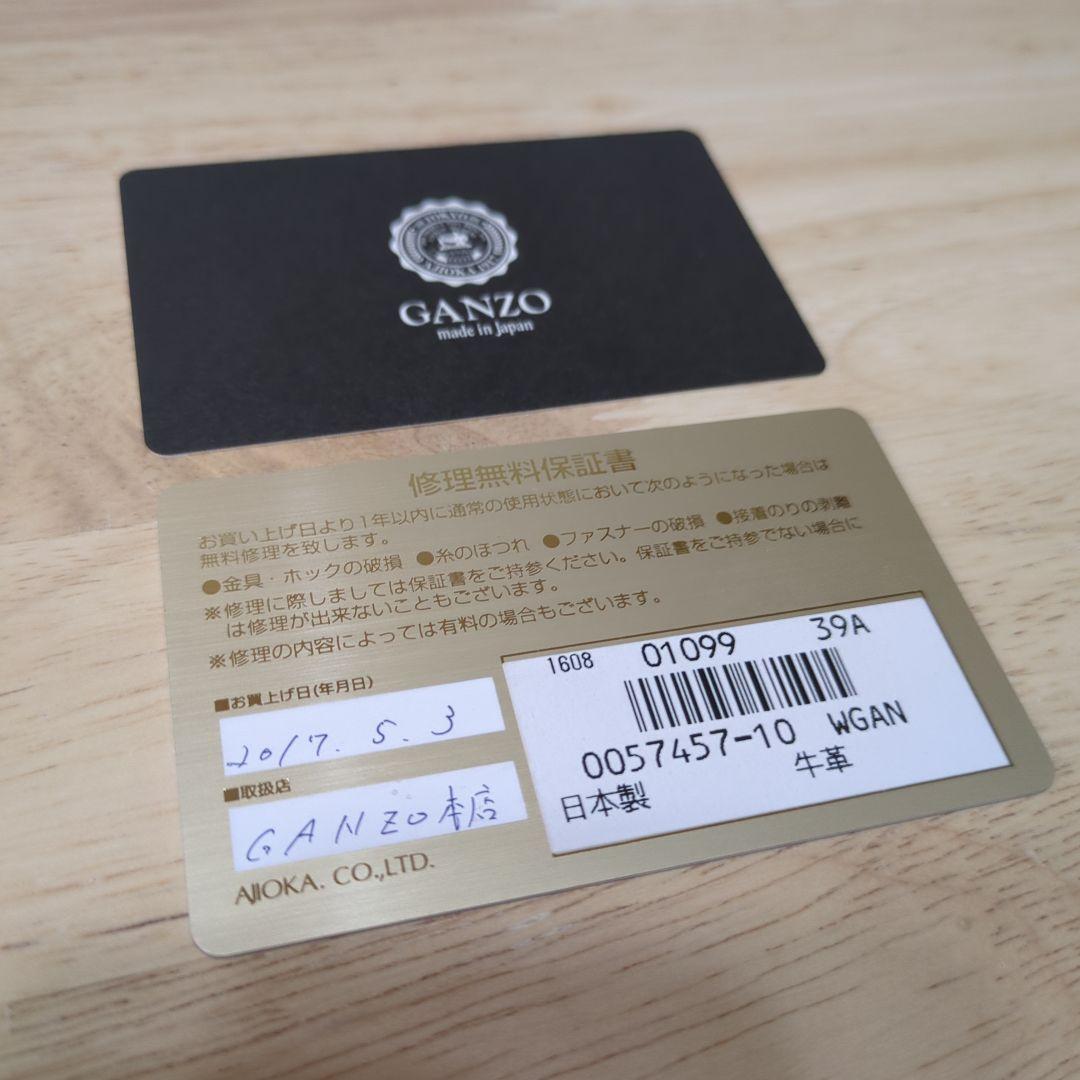 AJIOKA
GANZO
made in Japan
修理無料保証書
お買い上げ日より1年以内に通常の使用状態において次のようになった場合は
無料修理を致します。
●金具・ホックの破損 ●糸のほつれ ●ファスナーの破損 ●接着のりの剥離
※修理に際しましては保証書をご持参ください。保証書をご持参でない場合に
は修理が出来ないこともございます。
※修理の内容によっては有料の場合もございます。
■お買上げ日(年月日)
2017. 5. 3
■取扱店
GANZO本店
AJIOKA. CO.,LTD.
1608 01099 39A
0057457-10 WGAN
牛革
日本製